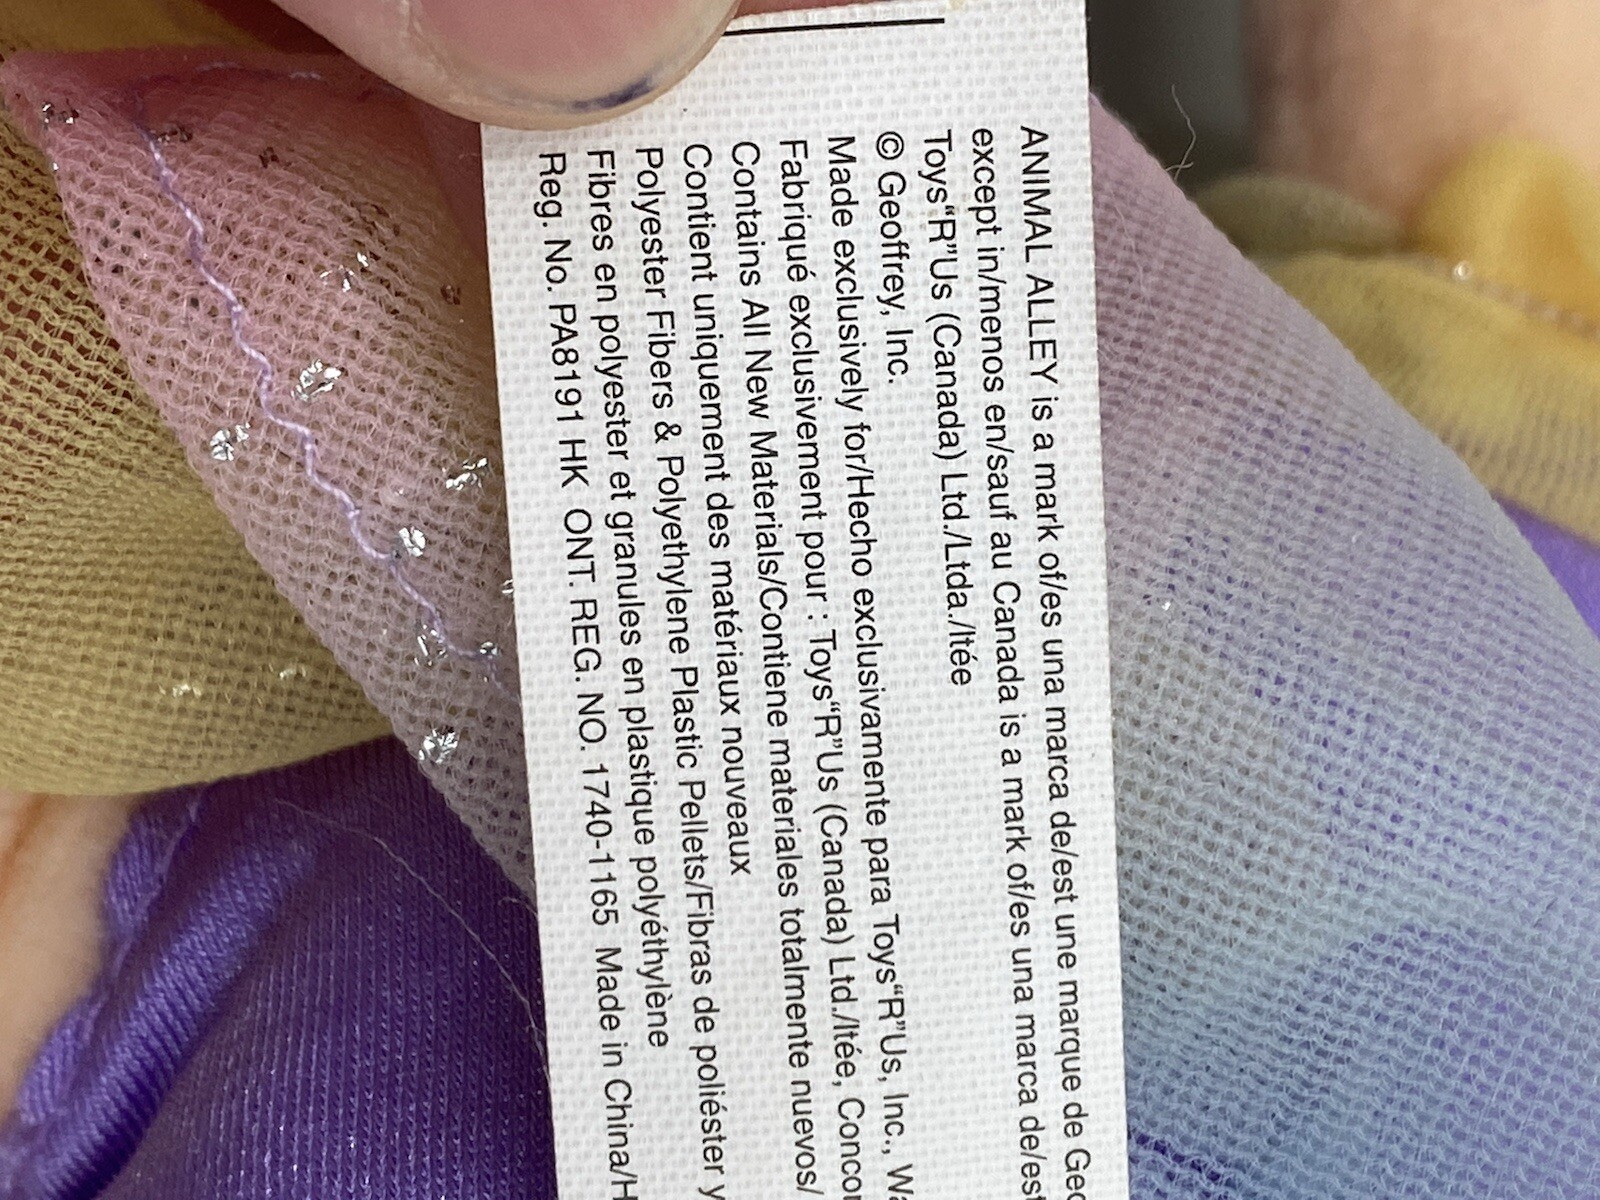 ANIMAL ALLEY is a mark of/es una marca de/est une marque de
except in/menos en/sauf au Canada is a mark of/es una marca de/est
Toys“R”Us (Canada) Ltd./Ltda./ltée
© Geoffrey, Inc.
Made exclusively for/Hecho exclusivamente para Toys“R”Us, Inc.,
Fabriqué exclusivement pour : Toys“R”Us (Canada) Ltd./ltée,
Contains All New Materials/Contiene materiales totalmente nuevos/
Contient uniquement des matériaux nouveaux
Polyester Fibers & Polyethylene Plastic Pellets/Fibras de poliéster y
Fibres en polyester et granules en plastique polyéthylène
Reg. No. PA8191 HK ONT. REG. NO. 1740-1165 Made in China/H